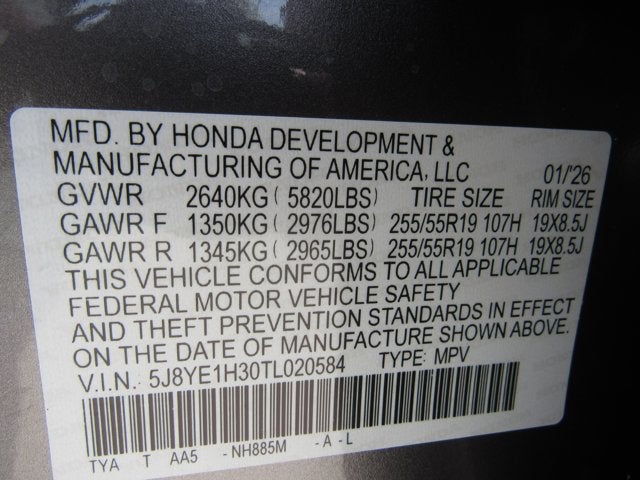 MFD. BY HONDA DEVELOPMENT &
MANUFACTURING OF AMERICA, LLC 01/'26
GVWR 2640KG ( 5820LBS ) TIRE SIZE RIM SIZE
GAWR F 1350KG ( 2976LBS ) 255/55R19 107H 19X8.5J
GAWR R 1345KG ( 2965LBS ) 255/55R19 107H 19X8.5J
THIS VEHICLE CONFORMS TO ALL APPLICABLE
FEDERAL MOTOR VEHICLE SAFETY
AND THEFT PREVENTION STANDARDS IN EFFECT
ON THE DATE OF MANUFACTURE SHOWN ABOVE.
V.I.N. 5J8YE1H30TL020584 TYPE: MPV
TYA T AA5 - NH885M - A - L